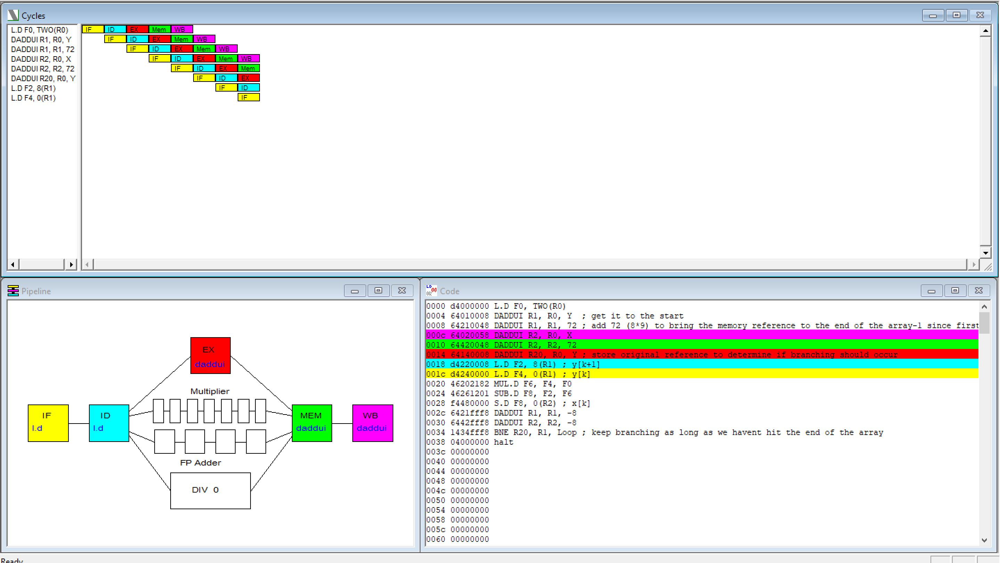 Cycles
L.D F0, TWO(R0)
IF ID EX Mem WB
DADDUI R1, R0, Y
IF ID EX Mem WB
DADDUI R1, R1, 72
IF ID EX Mem WB
DADDUI R2, R0, X
IF ID EX Mem WB
DADDUI R2, R2, 72
IF ID EX Mem
DADDUI R20, R0, Y
IF ID EX
L.D F2, 8(R1)
IF ID
L.D F4, 0(R1)
IF
Pipeline
EX
daddui
Multiplier
IF
l.d
ID
l.d
MEM
daddui
WB
daddui
FP Adder
DIV 0
Code
0000 d4000000 L.D F0, TWO(R0)
0004 64010008 DADDUI R1, R0, Y ; get it to the start
0008 64210048 DADDUI R1, R1, 72 ; add 72 (8*9) to bring the memory reference to the end of the array-1 since first
000c 64020058 DADDUI R2, R0, X
0010 64420048 DADDUI R2, R2, 72
0014 64140008 DADDUI R20, R0, Y ; store original reference to determine if branching should occur
0018 d4220008 L.D F2, 8(R1) ; y[k+1]
001c d4240000 L.D F4, 0(R1) ; y[k]
0020 46202182 MUL.D F6, F4, F0
0024 46261201 SUB.D F8, F2, F6
0028 f4480000 S.D F8, 0(R2) ; x[k]
002c 6421fff8 DADDUI R1, R1, -8
0030 6442fff8 DADDUI R2, R2, -8
0034 1434fff8 BNE R20, R1, Loop ; keep branching as long as we havent hit the end of the array
0038 04000000 halt
003c 00000000
0040 00000000
0044 00000000
0048 00000000
004c 00000000
0050 00000000
0054 00000000
0058 00000000
005c 00000000
0060 00000000
Ready